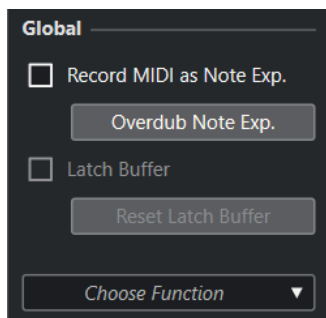 Global
Record MIDI as Note Exp.
Overdub Note Exp.
Latch Buffer
Reset Latch Buffer
Choose Function